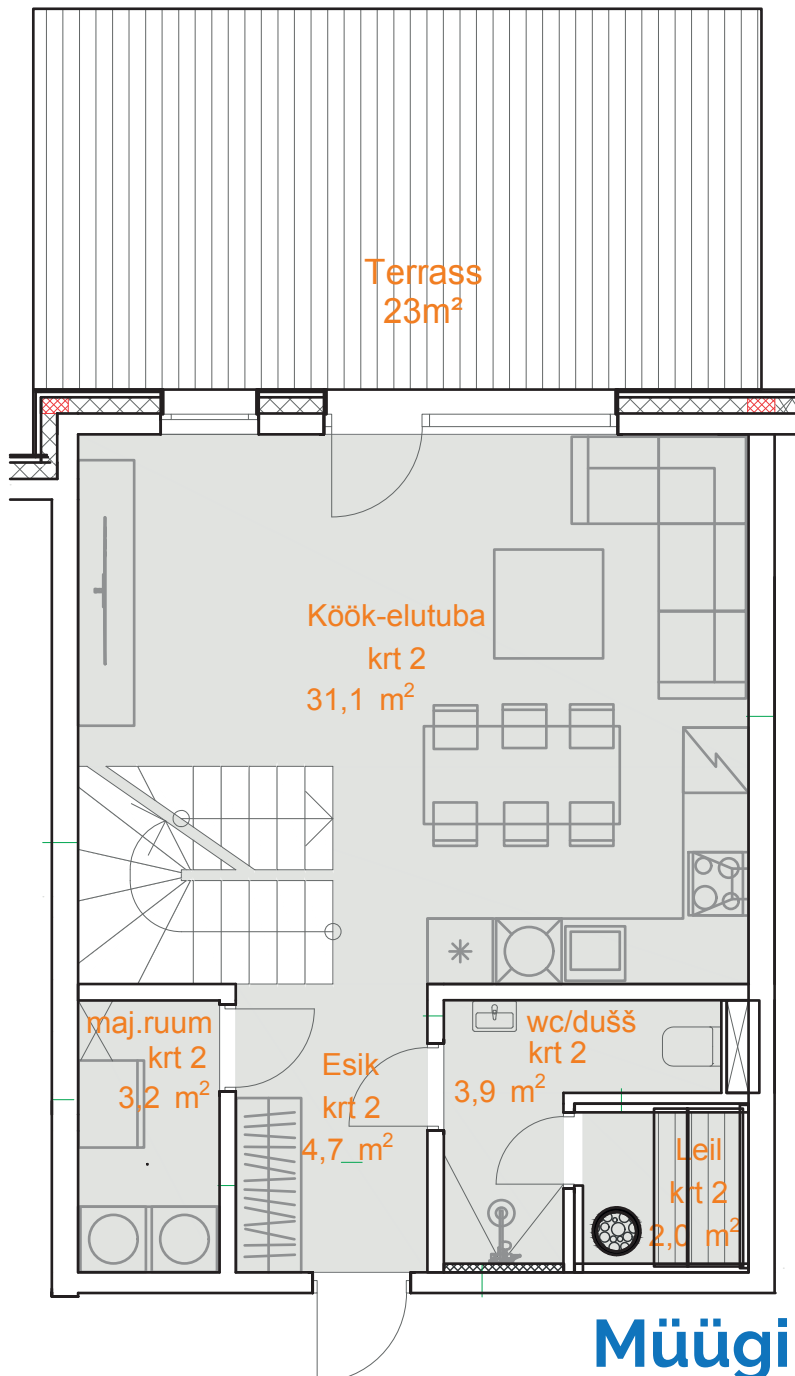 Terrass
23m²
Köök-elutuba
krt 2
31,1 m²
maj.ruum
krt 2
3,2 m²
Esik
krt 2
4,7 m²
wc/dušš
krt 2
3,9 m²
Leil
krt 2
2,0 m²
Müügi